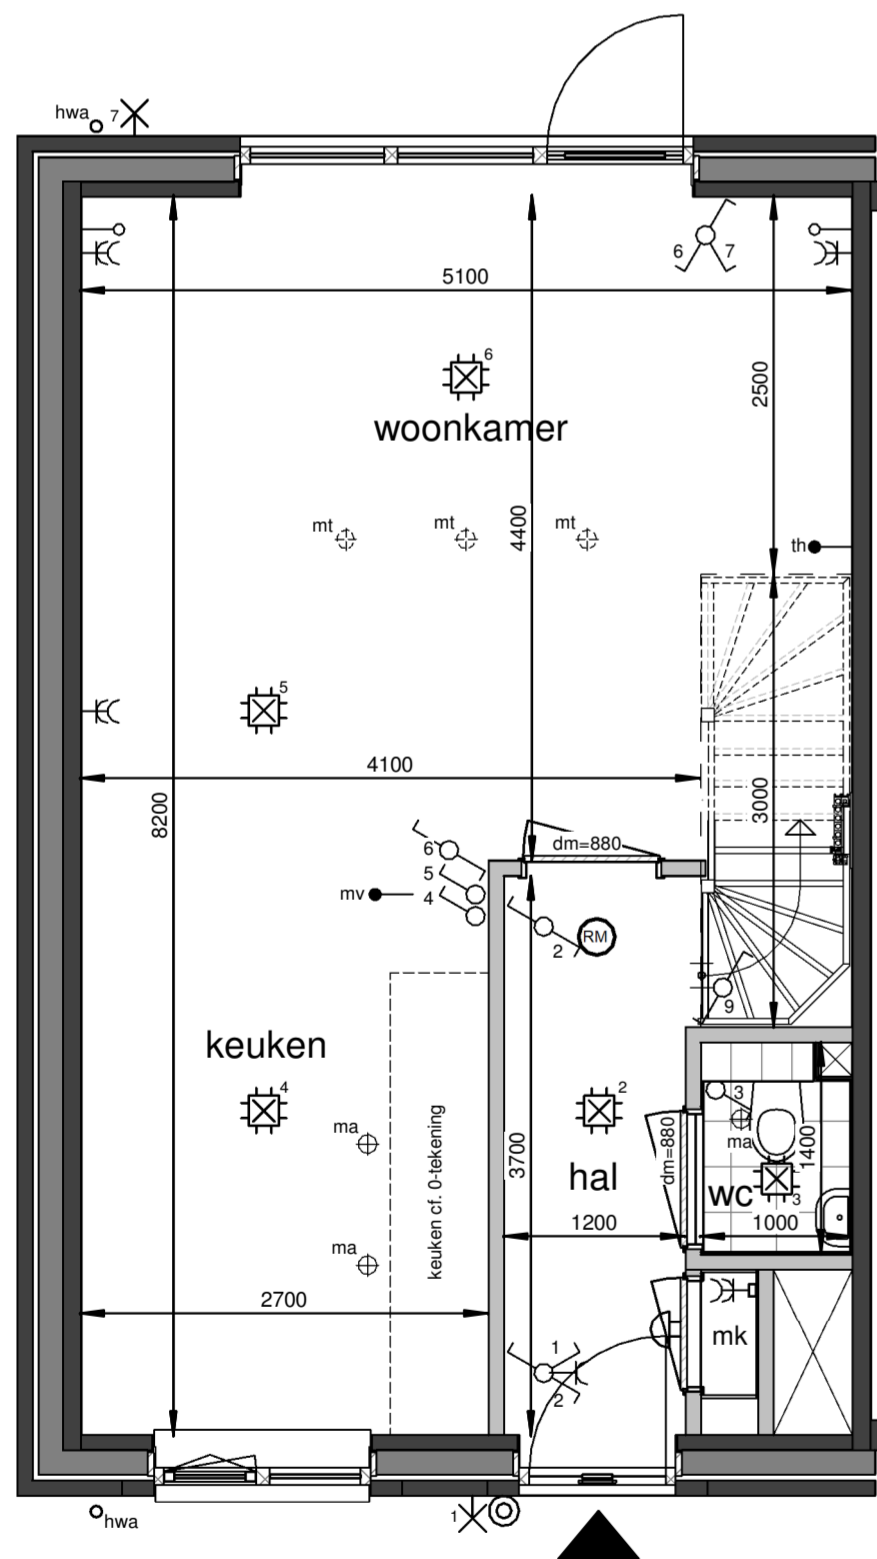 hwa
7
6
7
5100
6
woonkamer
2500
mt
mt
4400
mt
th
5
4100
8200
3000
dm=880
6
5
4
mv
2
RM
9
keuken
4
2
3
ma
ma
1400
keuken cf. 0-tekening
3700
dm=880
hal
wc
3
1200
1000
ma
2700
mk
1
2
hwa
1